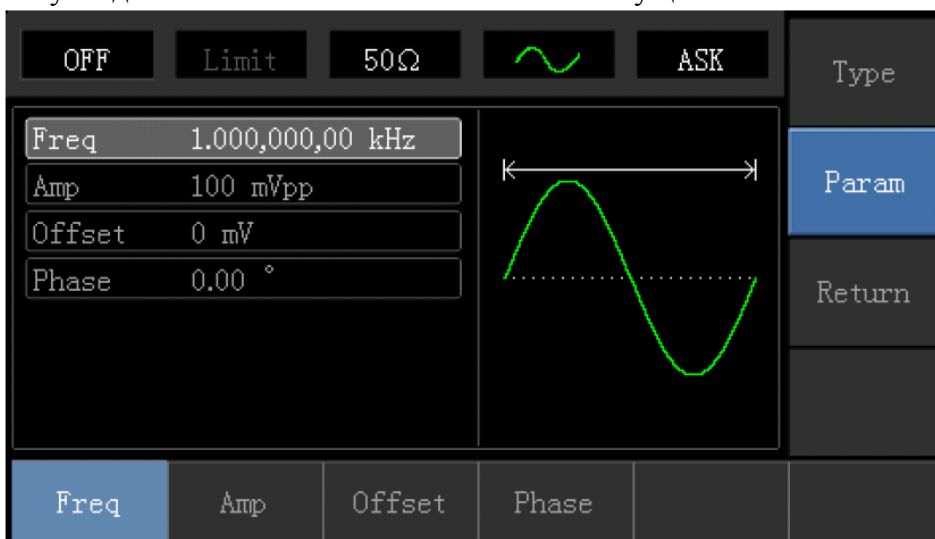 OFF Limit 50Ω ASK
Type
Freq 1.000,000,00 kHz
Amp 100 mVpp
Param
Offset 0 mV
Phase 0.00 °
Return
Freq Amp Offset Phase